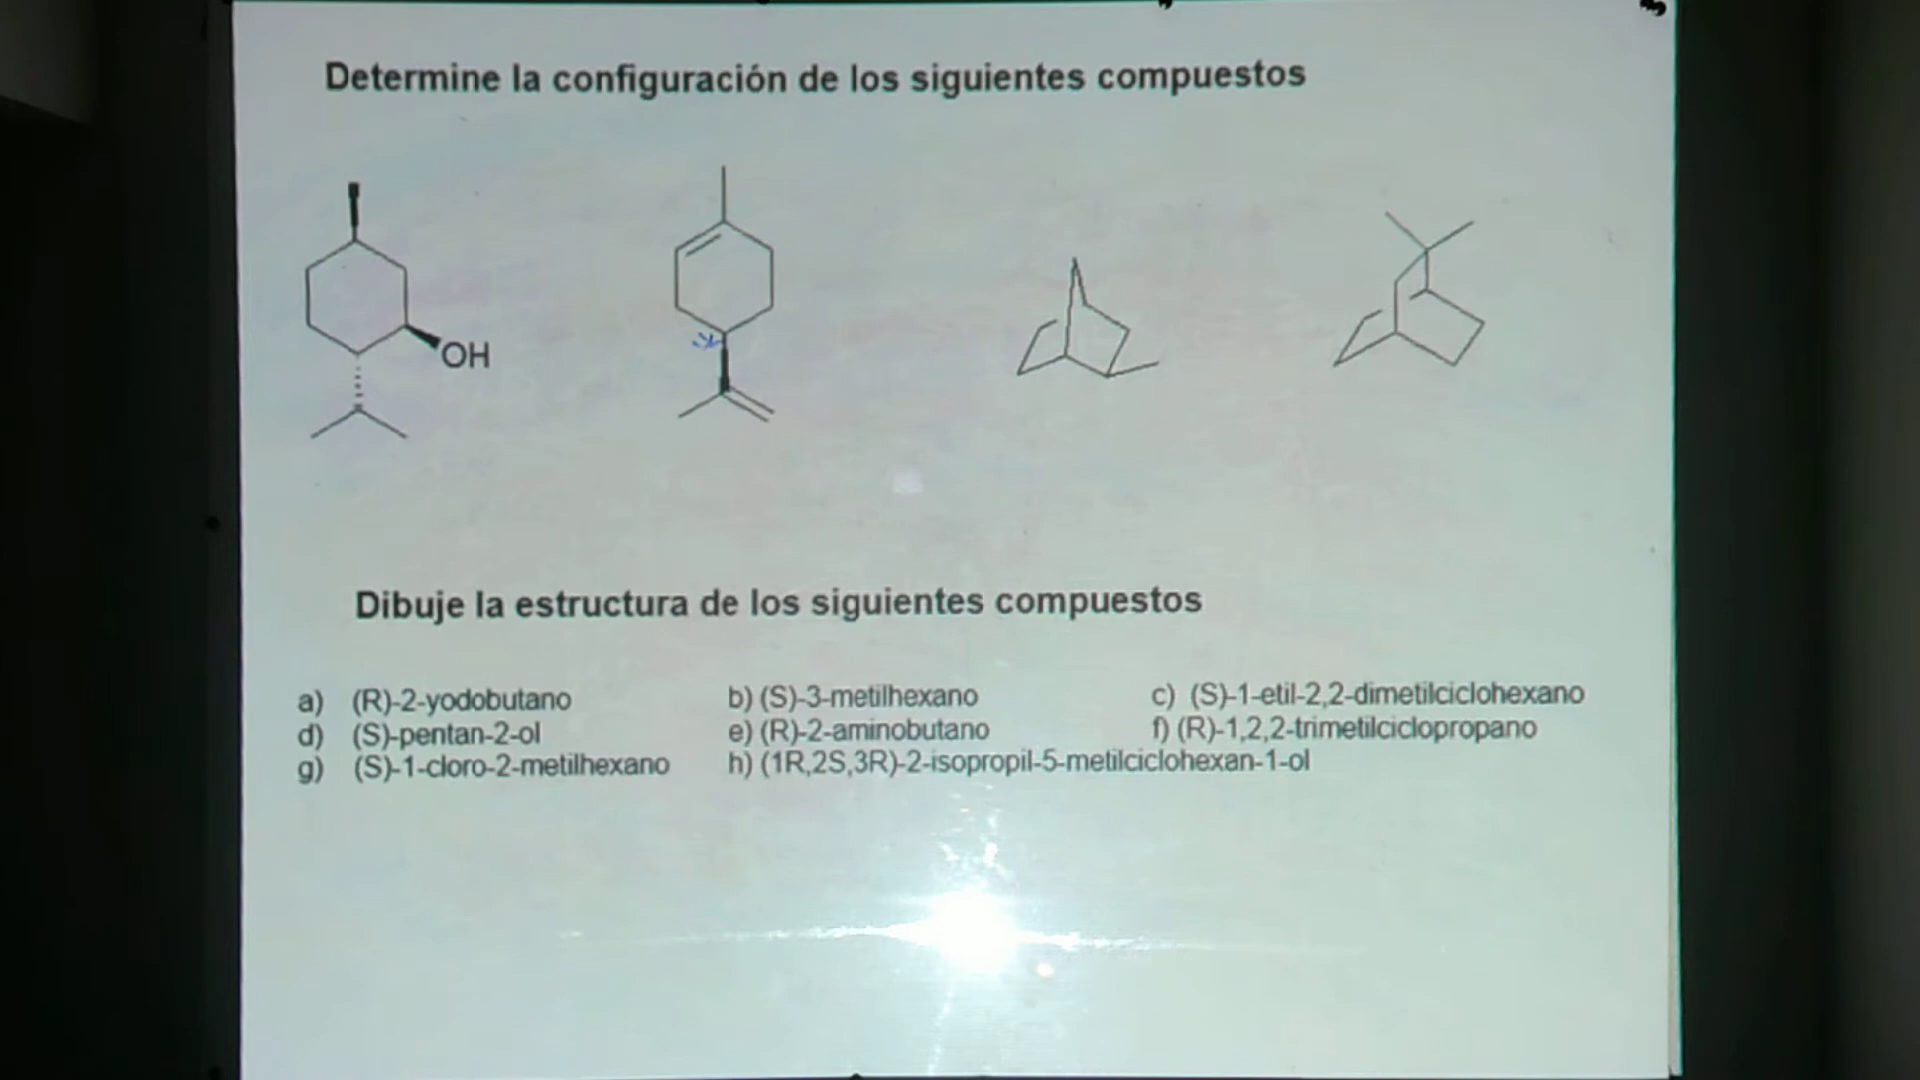 Determine la configuración de los siguientes compuestos
OH
Dibuje la estructura de los siguientes compuestos
a) (R)-2-yodobutano b) (S)-3-metilhexano c) (S)-1-etil-2,2-dimetilciclohexano
d) (S)-pentan-2-ol e) (R)-2-aminobutano f) (R)-1,2,2-trimetilciclopropano
g) (S)-1-cloro-2-metilhexano h) (1R,2S,3R)-2-isopropil-5-metilciclohexan-1-ol